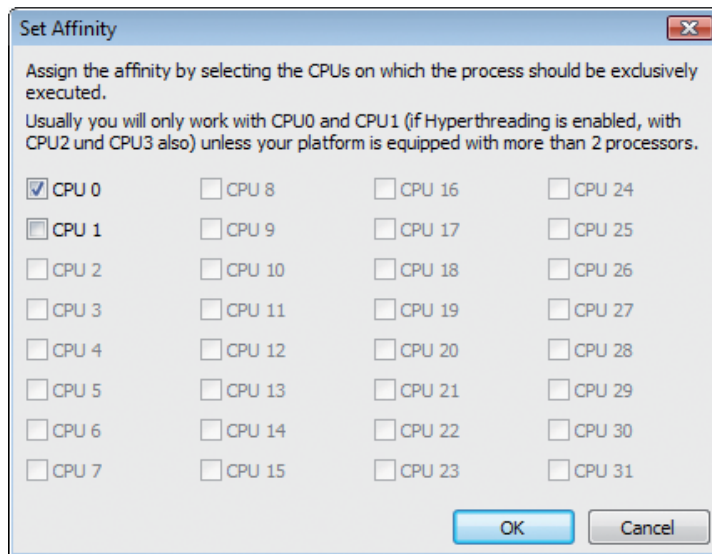 Set Affinity
Assign the affinity by selecting the CPUs on which the process should be exclusively
executed.
Usually you will only work with CPU0 and CPU1 (if Hyperthreading is enabled, with
CPU2 und CPU3 also) unless your platform is equipped with more than 2 processors.
CPU 0 CPU 8 CPU 16 CPU 24
CPU 1 CPU 9 CPU 17 CPU 25
CPU 2 CPU 10 CPU 18 CPU 26
CPU 3 CPU 11 CPU 19 CPU 27
CPU 4 CPU 12 CPU 20 CPU 28
CPU 5 CPU 13 CPU 21 CPU 29
CPU 6 CPU 14 CPU 22 CPU 30
CPU 7 CPU 15 CPU 23 CPU 31
OK Cancel